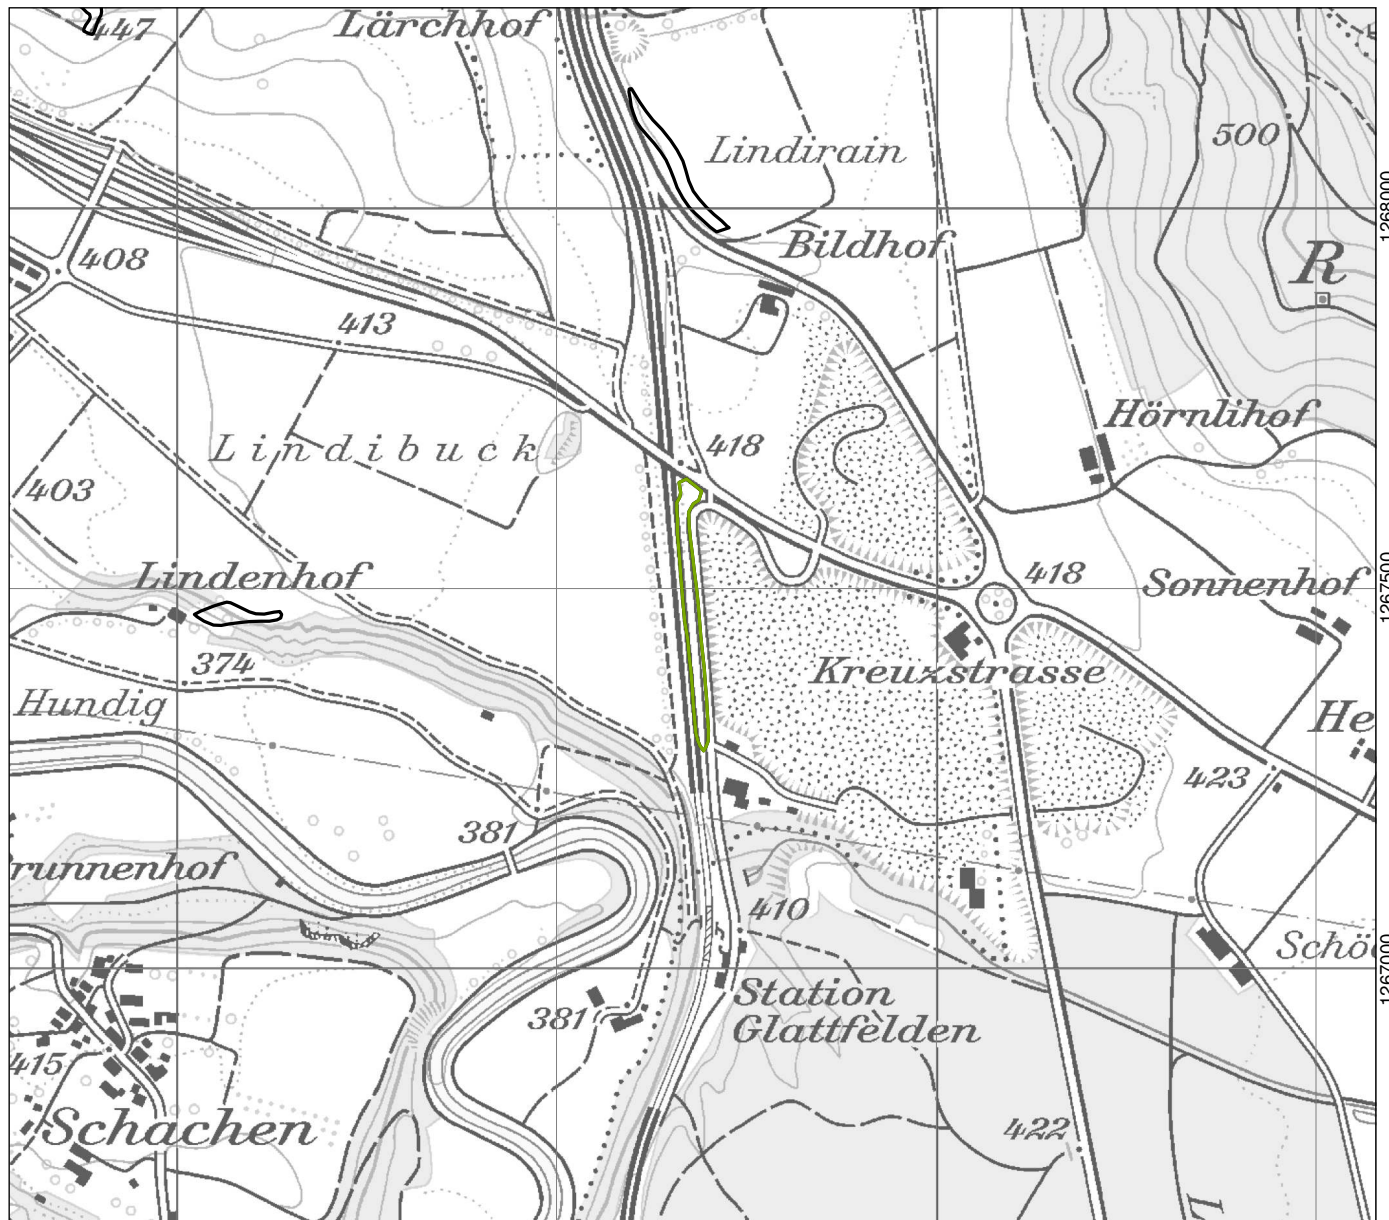 447
Lärchhof
Lindirain
500
1268000
Bildhof
R
408
413
Hörnlihof
Lindibuck
418
403
Lindenhof
418
Sonnenhof
1267500
374
Kreuzstrasse
Hundig
He
423
381
runnenhof
410
Schö
1267000
Station
Glattfelden
381
415
Schachen
422